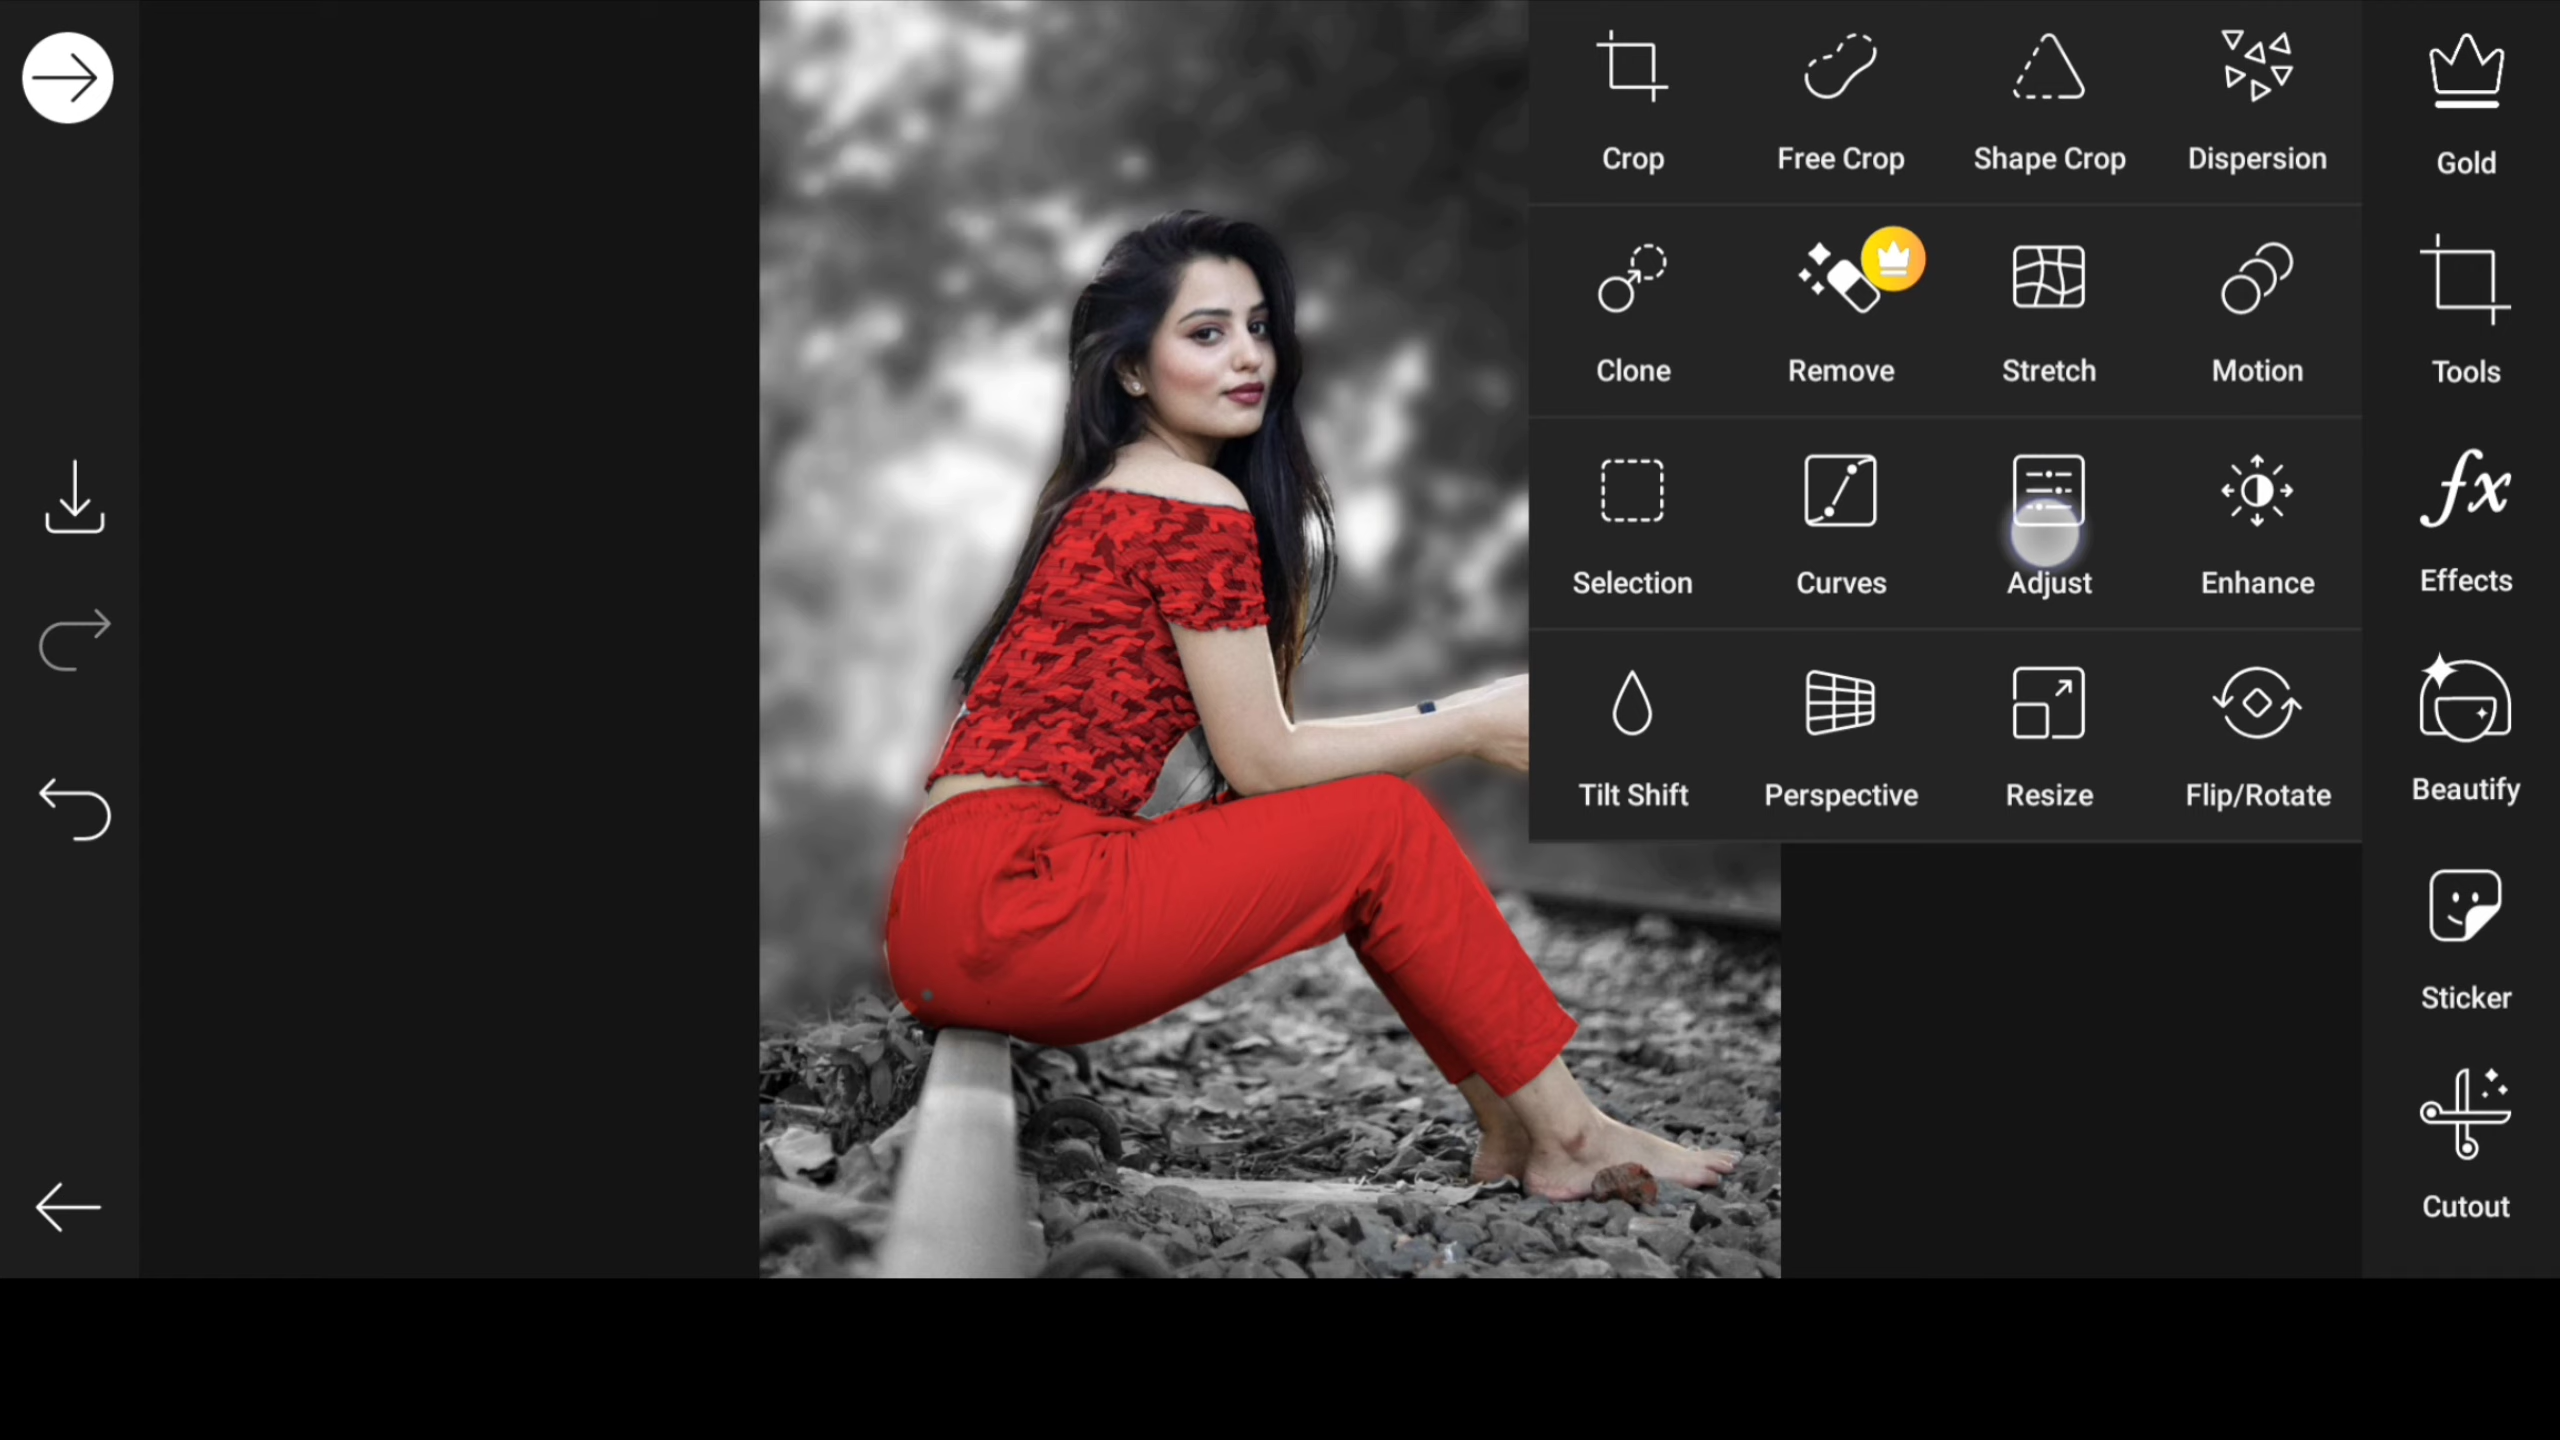 Crop Free Crop Shape Crop Dispersion Gold
Clone Remove Stretch Motion Tools
Selection Curves Adjust Enhance Effects
Tilt Shift Perspective Resize Flip/Rotate Beautify
Sticker
Cutout